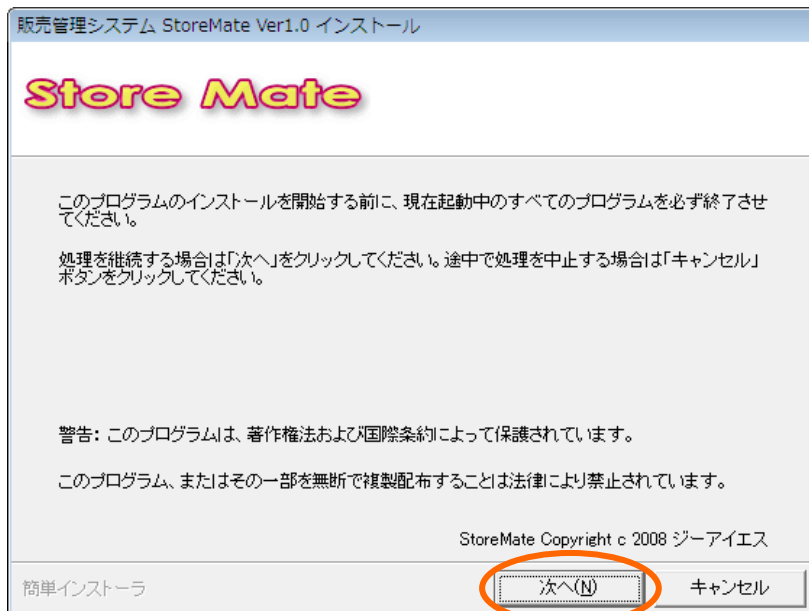 販売管理システム StoreMate Ver1.0 インストール
Store Mate
このプログラムのインストールを開始する前に、現在起動中のすべてのプログラムを必ず終了させ
てください。
処理を継続する場合は「次へ」をクリックしてください。途中で処理を中止する場合は「キャンセル」
ボタンをクリックしてください。
警告: このプログラムは、著作権法および国際条約によって保護されています。
このプログラム、またはその一部を無断で複製配布することは法律により禁止されています。
StoreMate Copyright c 2008 ジーアイエス
簡単インストーラ
次へ(N)
キャンセル